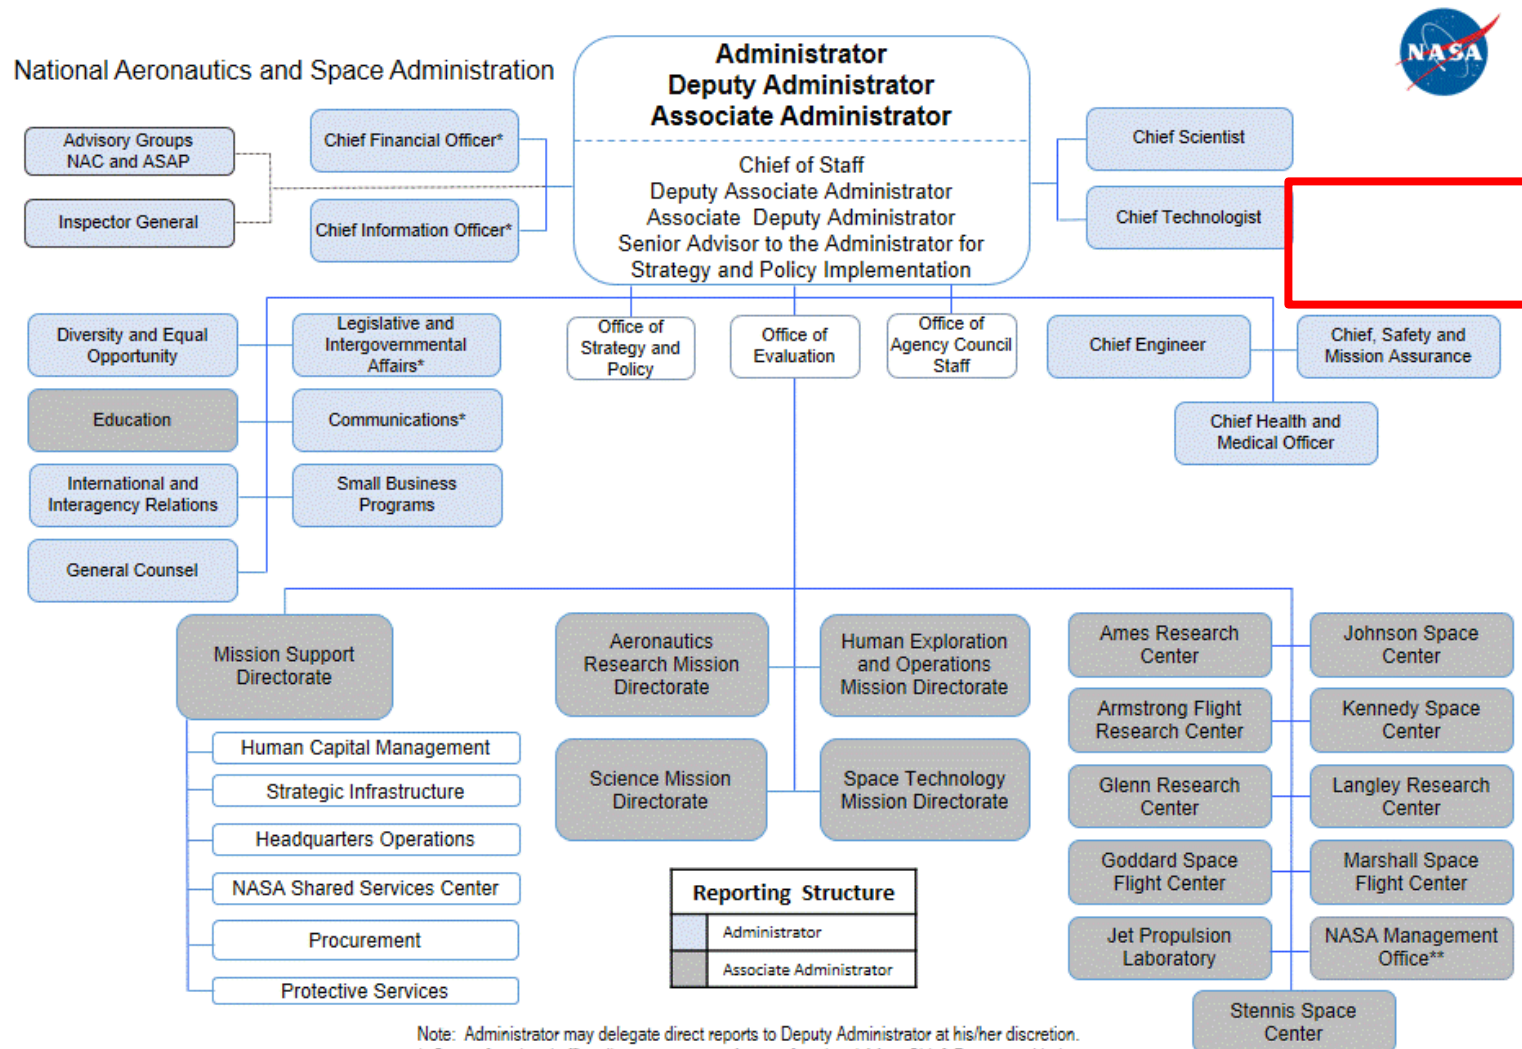 National Aeronautics and Space Administration
NASA
Administrator
Deputy Administrator
Associate Administrator
Chief of Staff
Deputy Associate Administrator
Associate Deputy Administrator
Senior Advisor to the Administrator for
Strategy and Policy Implementation
Advisory Groups
NAC and ASAP
Inspector General
Chief Financial Officer*
Chief Information Officer*
Chief Scientist
Chief Technologist
Diversity and Equal
Opportunity
Legislative and
Intergovernmental
Affairs*
Education
Communications*
International and
Interagency Relations
Small Business
Programs
General Counsel
Office of
Strategy and
Policy
Office of
Evaluation
Office of
Agency Council
Staff
Chief Engineer
Chief, Safety and
Mission Assurance
Chief Health and
Medical Officer
Mission Support
Directorate
Human Capital Management
Strategic Infrastructure
Headquarters Operations
NASA Shared Services Center
Procurement
Protective Services
Aeronautics
Research Mission
Directorate
Human Exploration
and Operations
Mission Directorate
Science Mission
Directorate
Space Technology
Mission Directorate
Ames Research
Center
Johnson Space
Center
Armstrong Flight
Research Center
Kennedy Space
Center
Glenn Research
Center
Langley Research
Center
Goddard Space
Flight Center
Marshall Space
Flight Center
Jet Propulsion
Laboratory
NASA Management
Office**
Stennis Space
Center
Reporting Structure
Administrator
Associate Administrator
Note: Administrator may delegate direct reports to Deputy Administrator at his/her discretion.